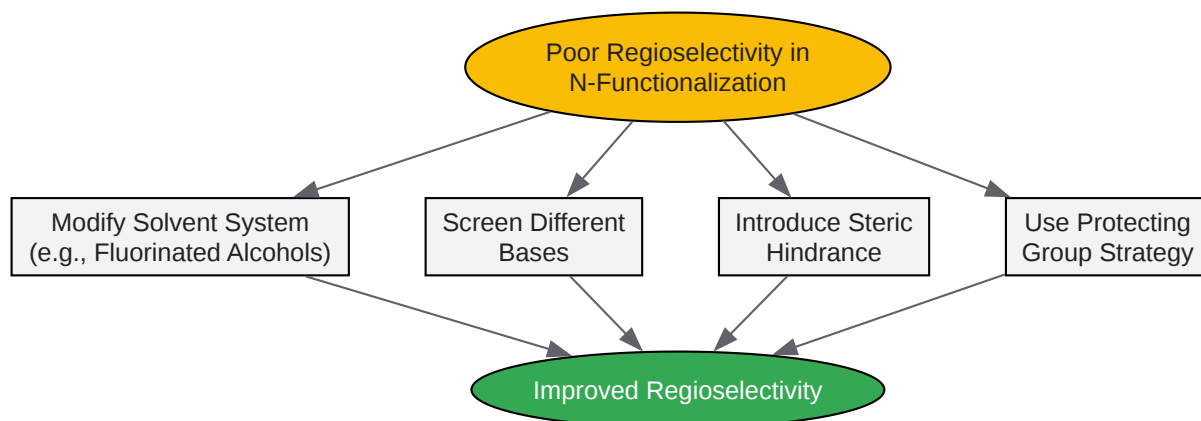 Poor Regioselectivity in
N-Functionalization
Modify Solvent System
(e.g., Fluorinated Alcohols)
Screen Different
Bases
Introduce Steric
Hindrance
Use Protecting
Group Strategy
Improved Regioselectivity